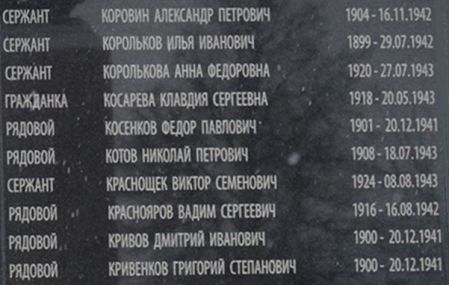 СЕРЖАНТ КОРОВИН АЛЕКСАНДР ПЕТРОВИЧ 1904 - 16.11.1942
СЕРЖАНТ КОРОЛЬКОВ ИЛЬЯ ИВАНОВИЧ 1899 - 29.07.1942
СЕРЖАНТ КОРОЛЬКОВА АННА ФЕДОРОВНА 1920 - 27.07.1943
ГРАЖДАНКА КОСАРЕВА КЛАВДИЯ СЕРГЕЕВНА 1918 - 20.05.1943
РЯДОВОЙ КОСЕНКОВ ФЕДОР ПАВЛОВИЧ 1901 - 20.12.1941
РЯДОВОЙ КОТОВ НИКОЛАЙ ПЕТРОВИЧ 1908 - 18.07.1943
СЕРЖАНТ КРАСНОЩЕК ВИКТОР СЕМЕНОВИЧ 1924 - 08.08.1943
РЯДОВОЙ КРАСНОЯРОВ ВАДИМ СЕРГЕЕВИЧ 1916 - 16.08.1942
РЯДОВОЙ КРИВОВ ДМИТРИЙ ИВАНОВИЧ 1900 - 20.12.1941
РЯДОВОЙ КРИВЕНКОВ ГРИГОРИЙ СТЕПАНОВИЧ 1900 - 20.12.1941